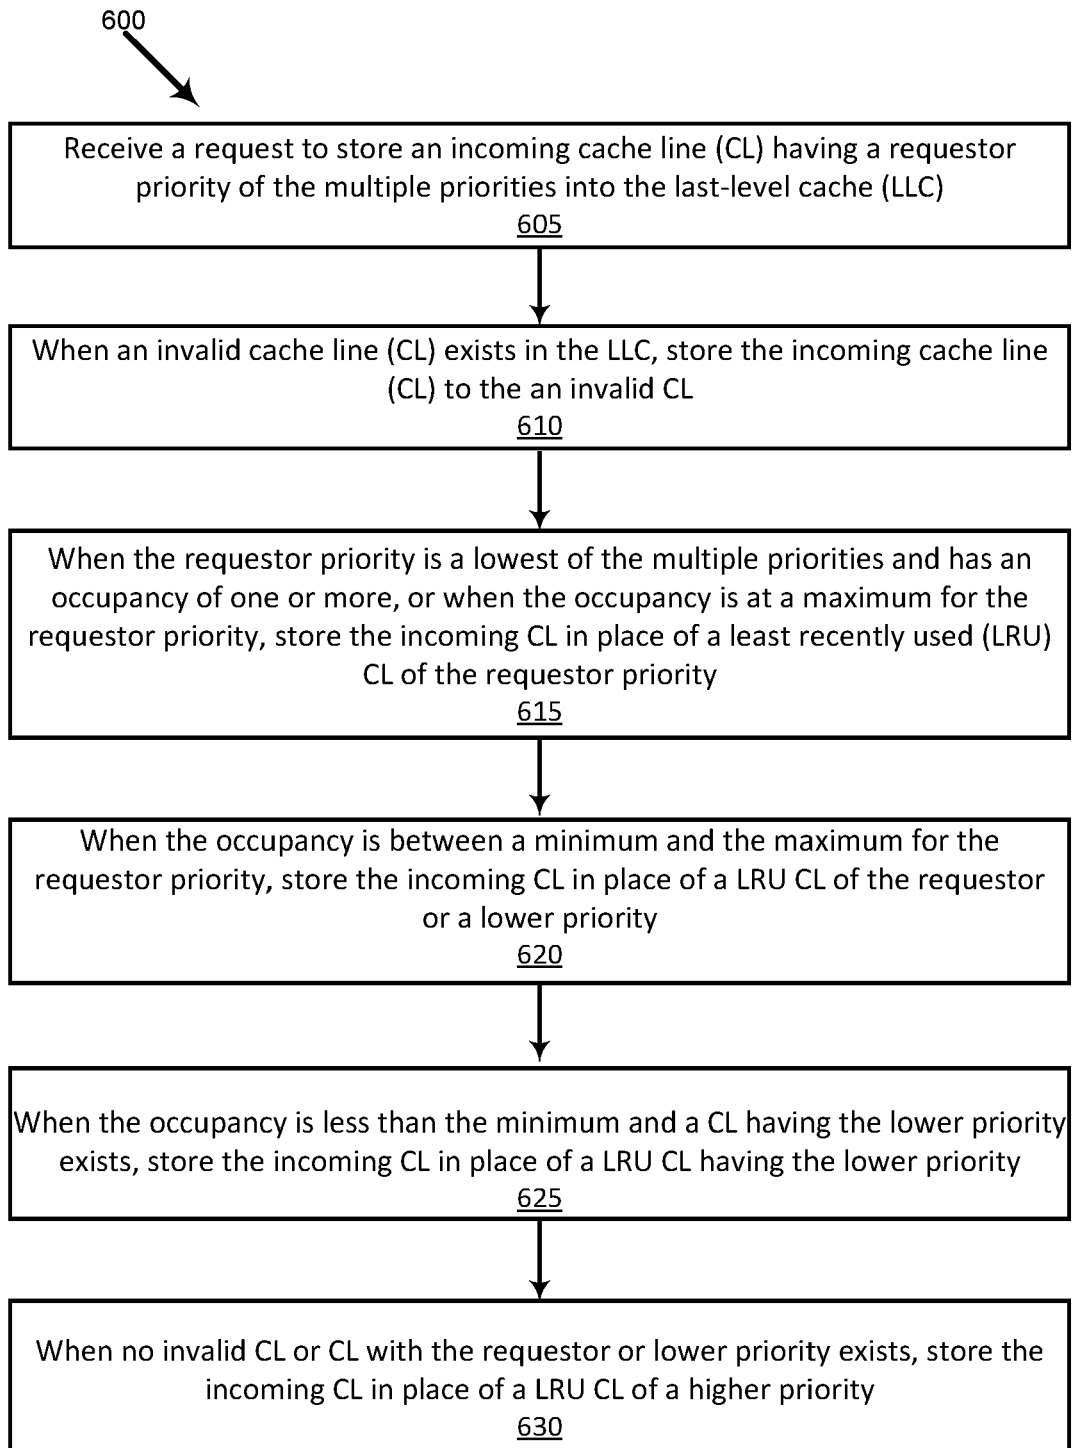 600
Receive a request to store an incoming cache line (CL) having a requestor
priority of the multiple priorities into the last-level cache (LLC)
605
When an invalid cache line (CL) exists in the LLC, store the incoming cache line
(CL) to the an invalid CL
610
When the requestor priority is a lowest of the multiple priorities and has an
occupancy of one or more, or when the occupancy is at a maximum for the
requestor priority, store the incoming CL in place of a least recently used (LRU)
CL of the requestor priority
615
When the occupancy is between a minimum and the maximum for the
requestor priority, store the incoming CL in place of a LRU CL of the requestor
or a lower priority
620
When the occupancy is less than the minimum and a CL having the lower priority
exists, store the incoming CL in place of a LRU CL having the lower priority
625
When no invalid CL or CL with the requestor or lower priority exists, store the
incoming CL in place of a LRU CL of a higher priority
630